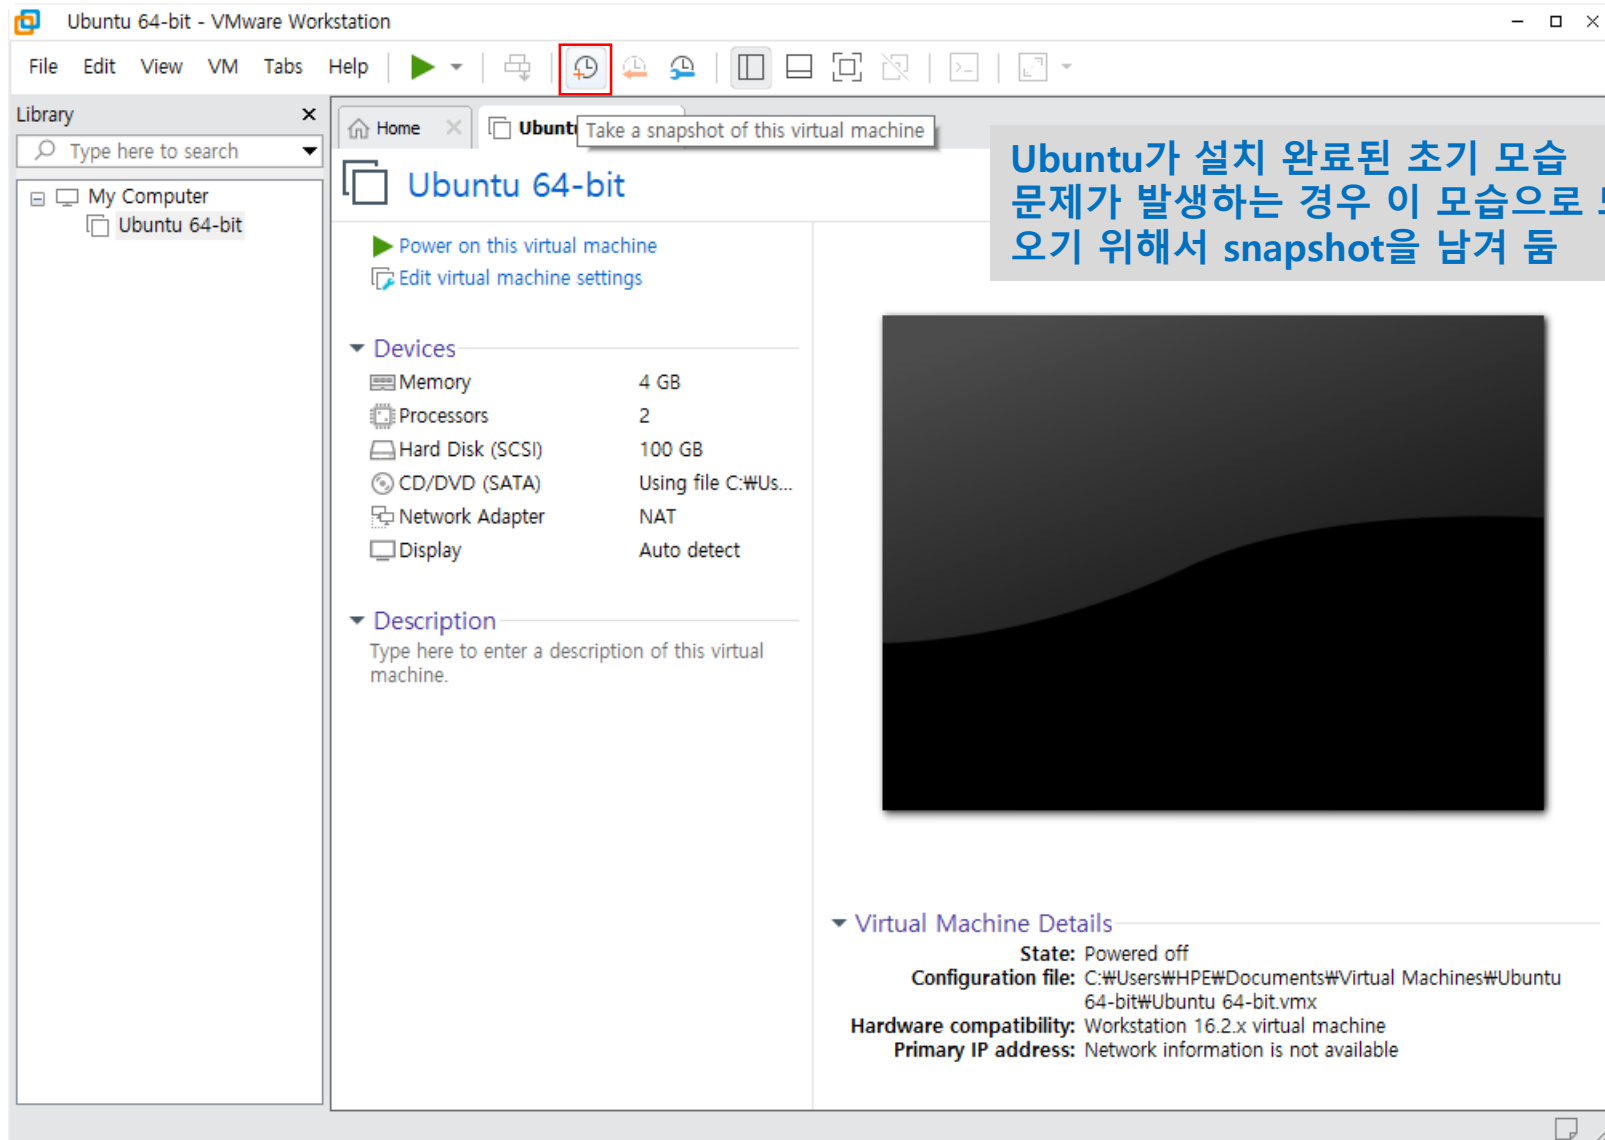 Ubuntu 64-bit - VMware Workstation
File Edit View VM Tabs Help
Library
Home
Ubunt
Take a snapshot of this virtual machine
Type here to search
My Computer
Ubuntu 64-bit
Ubuntu 64-bit
Ubuntu가 설치 완료된 초기 모습
문제가 발생하는 경우 이 모습으로
오기 위해서 snapshot을 남겨 둠
Power on this virtual machine
Edit virtual machine settings
Devices
Memory 4 GB
Processors 2
Hard Disk (SCSI) 100 GB
CD/DVD (SATA) Using file C:₩Us...
Network Adapter NAT
Display Auto detect
Description
Type here to enter a description of this virtual
machine.
Virtual Machine Details
State: Powered off
Configuration file: C:₩Users₩HPE₩Documents₩Virtual Machines₩Ubuntu
64-bit₩Ubuntu 64-bit.vmx
Hardware compatibility: Workstation 16.2.x virtual machine
Primary IP address: Network information is not available